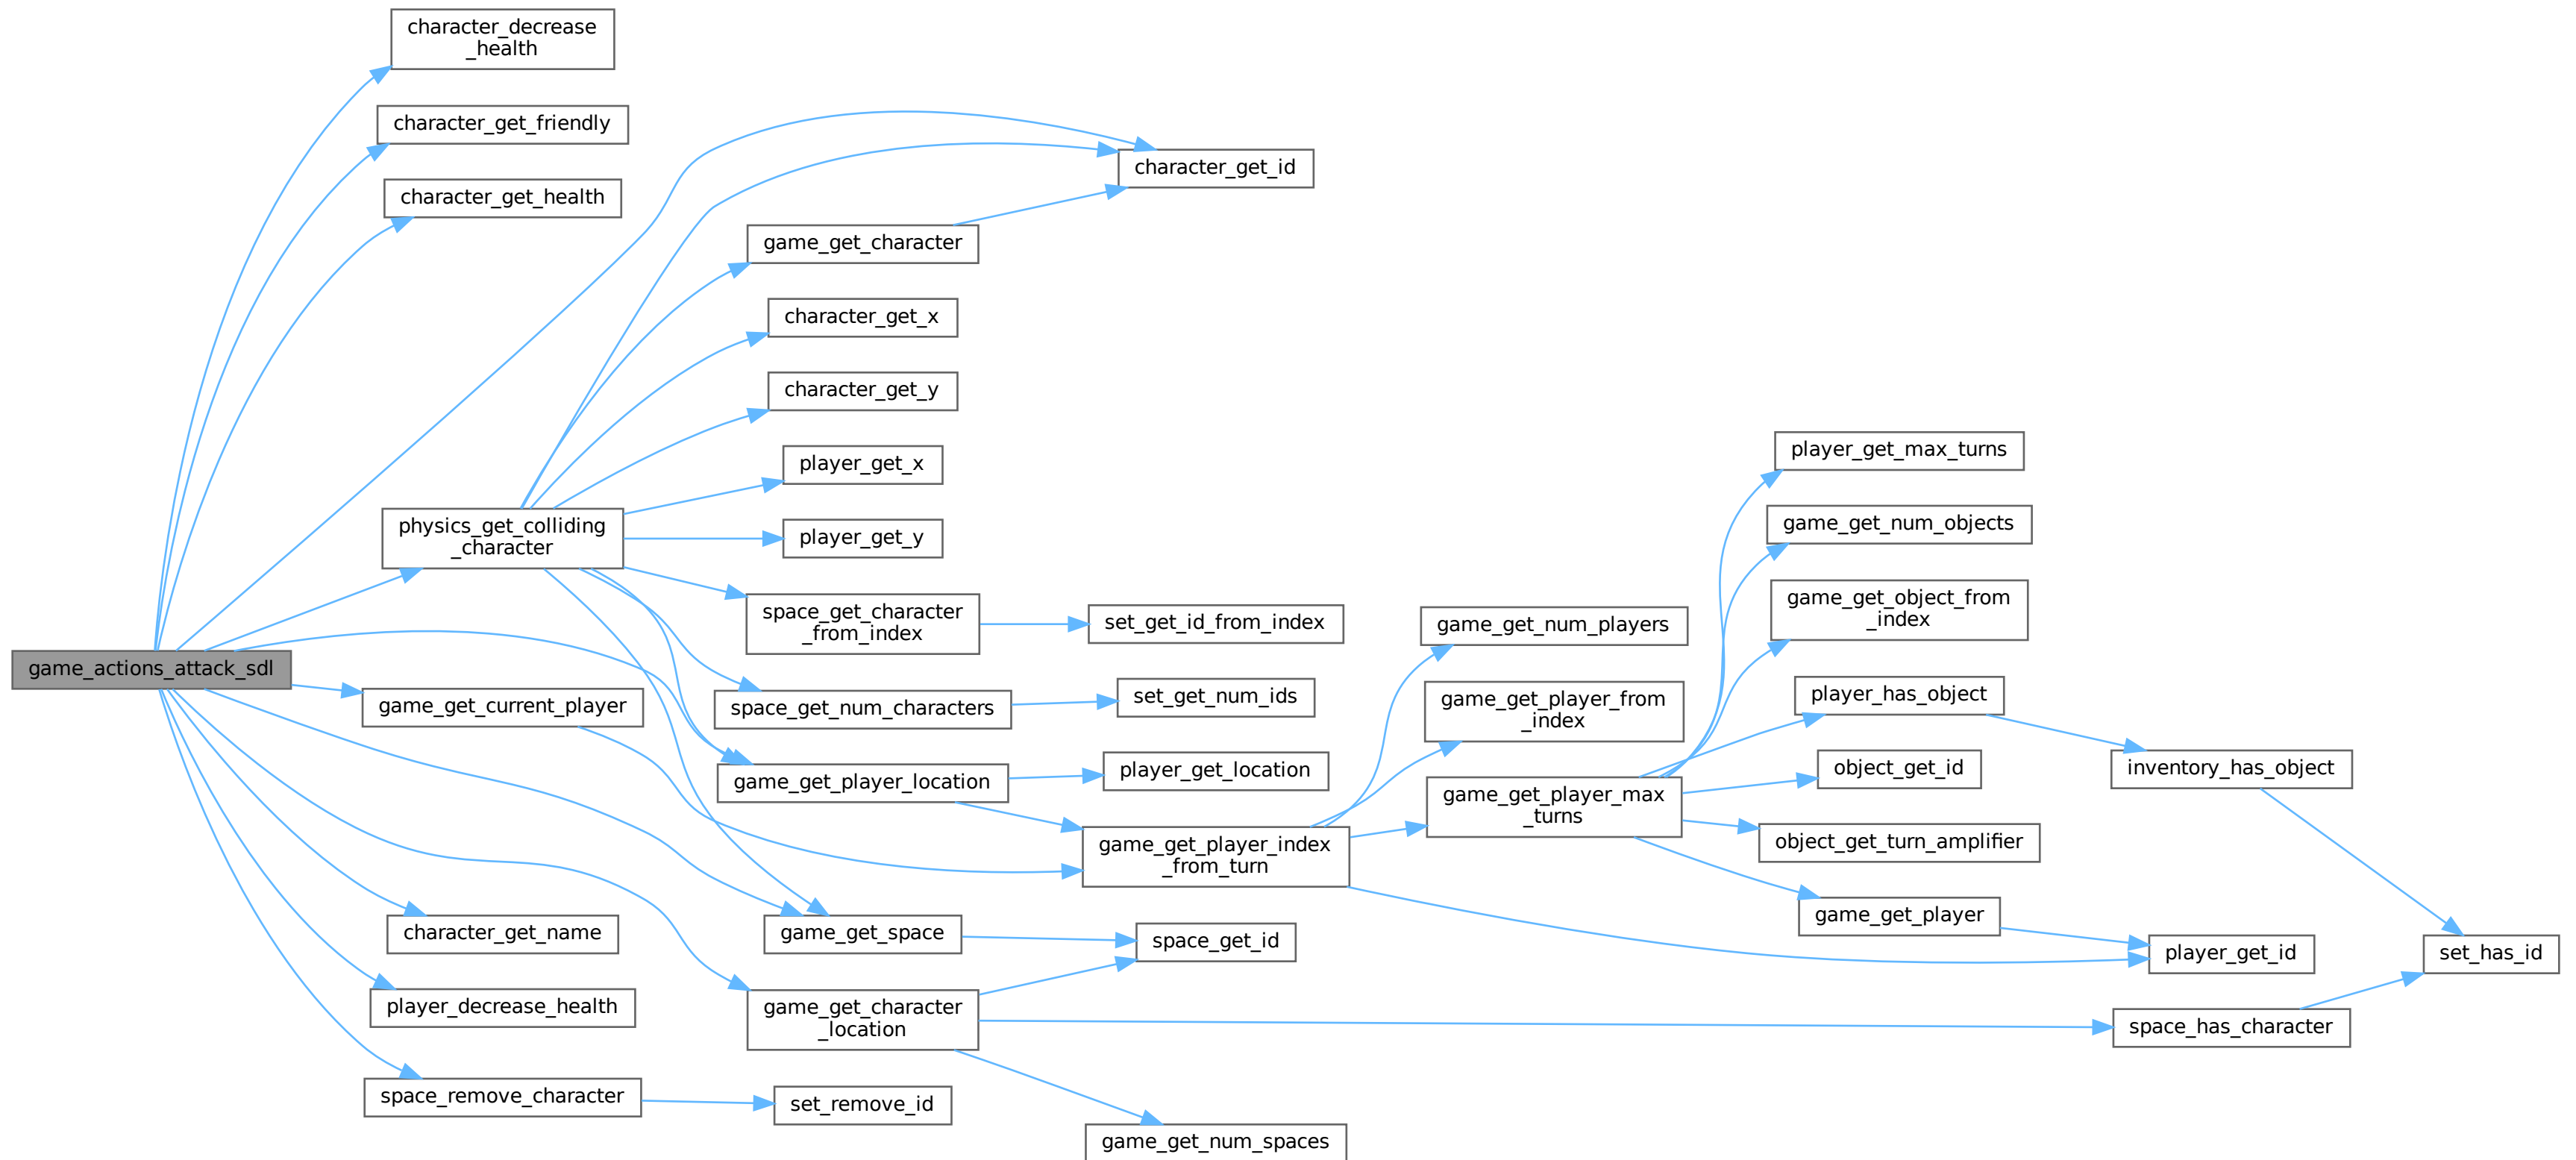 character_decrease
_health
character_get_friendly
character_get_id
character_get_health
game_get_character
character_get_x
character_get_y
player_get_max_turns
player_get_x
physics_get_colliding
_character
player_get_y
game_get_num_objects
space_get_character
_from_index
set_get_id_from_index
game_get_num_players
game_get_object_from
_index
game_actions_attack_sdl
game_get_current_player
space_get_num_characters
set_get_num_ids
game_get_player_from
_index
player_has_object
game_get_player_location
player_get_location
object_get_id
inventory_has_object
game_get_player_max
_turns
game_get_player_index
_from_turn
object_get_turn_amplifier
character_get_name
game_get_space
space_get_id
game_get_player
player_get_id
set_has_id
player_decrease_health
game_get_character
_location
space_has_character
space_remove_character
set_remove_id
game_get_num_spaces